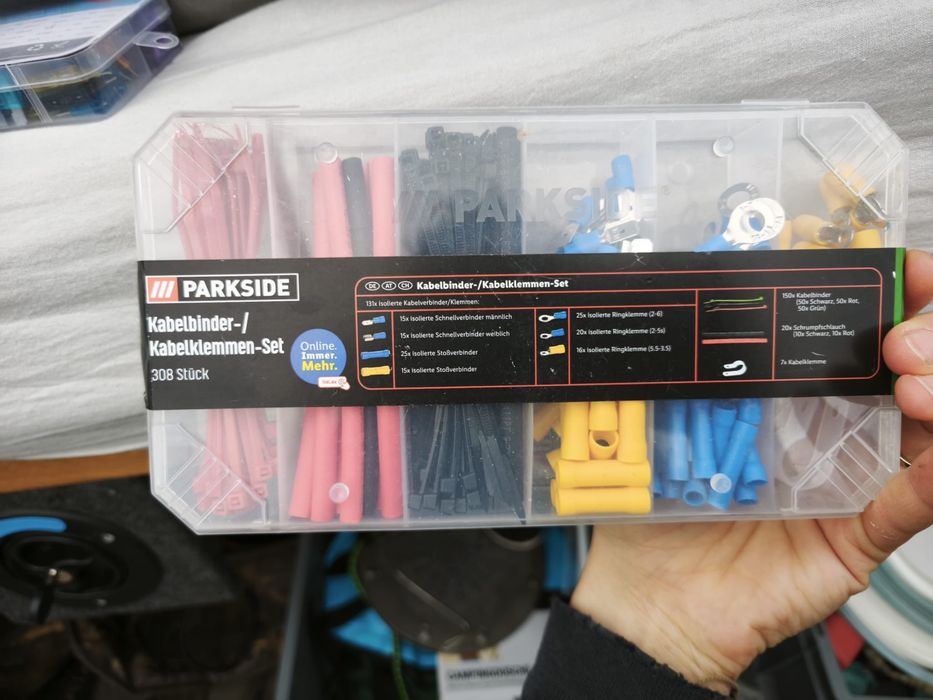 PARKSIDE®
PARKSIDE
Kabelbinder-/
Kabelklemmen-Set
308 Stück
Online.
Immer.
Mehr.
DE AT CH Kabelbinder-/Kabelklemmen-Set
131x isolierte Kabelverbinder/Klemmen:
15x isolierte Schnellverbinder männlich
15x isolierte Schnellverbinder weiblich
25x isolierte Stoßverbinder
15x isolierte Stoßverbinder
25x isolierte Ringklemme (2-6)
20x isolierte Ringklemme (2-5s)
16x isolierte Ringklemme (5.5-3.5)
150x Kabelbinder
(50x Schwarz, 50x Rot,
50x Grün)
20x Schrumpfschlauch
(10x Schwarz, 10x Rot)
7x Kabelklemme